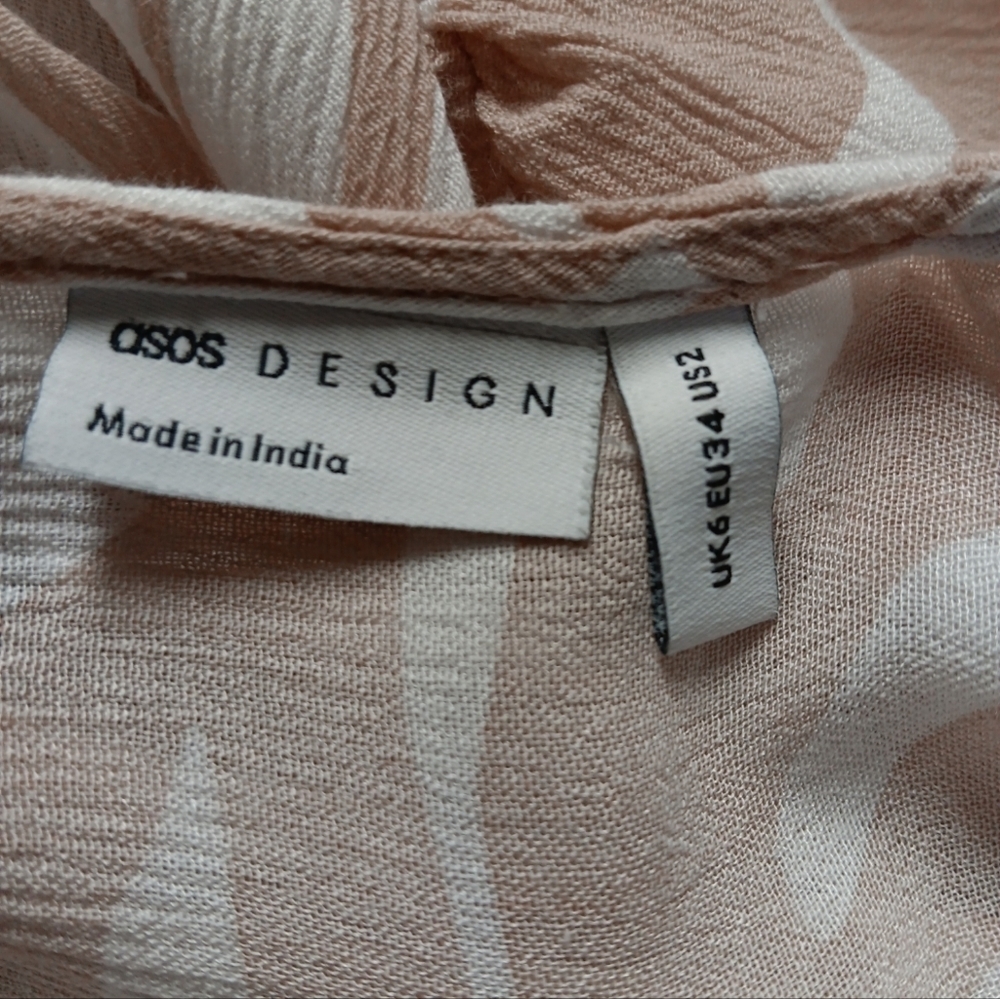 asos DESIGN
Made in India
UK6 EU34 US2